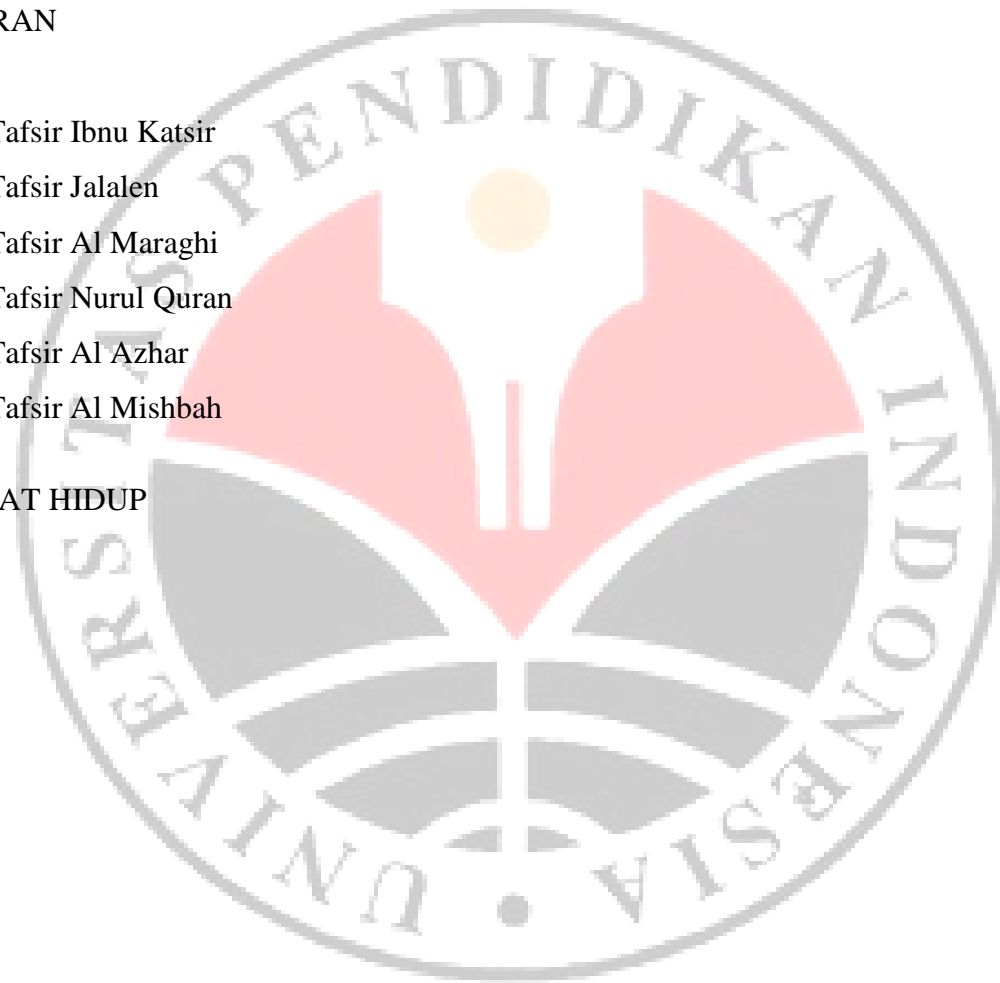 RAN
Tafsir Ibnu Katsir
Tafsir Jalalen
Tafsir Al Maraghi
Tafsir Nurul Quran
Tafsir Al Azhar
Tafsir Al Mishbah
AT HIDUP
UNIVERSITAS PENDIDIKAN INDONESIA